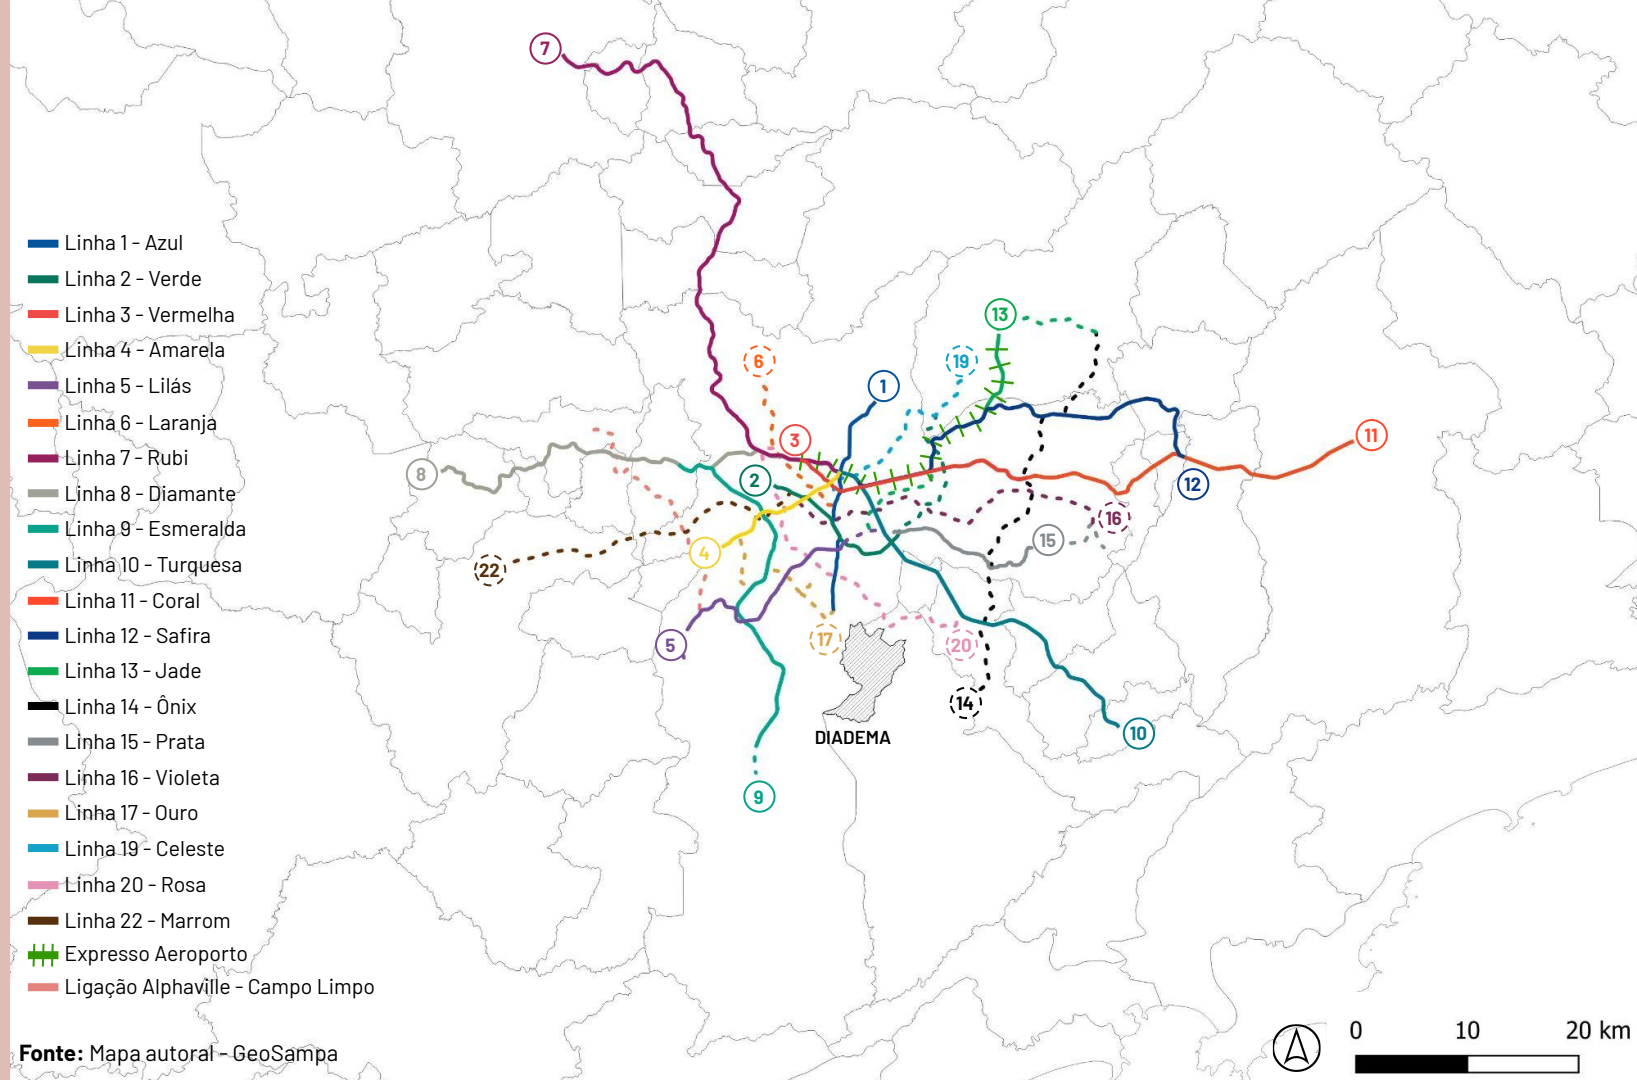 7
Linha 1 - Azul
Linha 2 - Verde
Linha 3 - Vermelha
Linha 4 - Amarela
Linha 5 - Lilás
Linha 6 - Laranja
Linha 7 - Rubi
Linha 8 - Diamante
Linha 9 - Esmeralda
Linha 10 - Turquesa
Linha 11 - Coral
Linha 12 - Safira
Linha 13 - Jade
Linha 14 - Ônix
Linha 15 - Prata
Linha 16 - Violeta
Linha 17 - Ouro
Linha 19 - Celeste
Linha 20 - Rosa
Linha 22 - Marrom
Expresso Aeroporto
Ligação Alphaville - Campo Limpo
13
6
19
1
3
11
8
2
12
16
15
4
22
5
17
20
14
DIADEMA
10
9
0 10 20 km
Fonte: Mapa autoral - GeoSampa